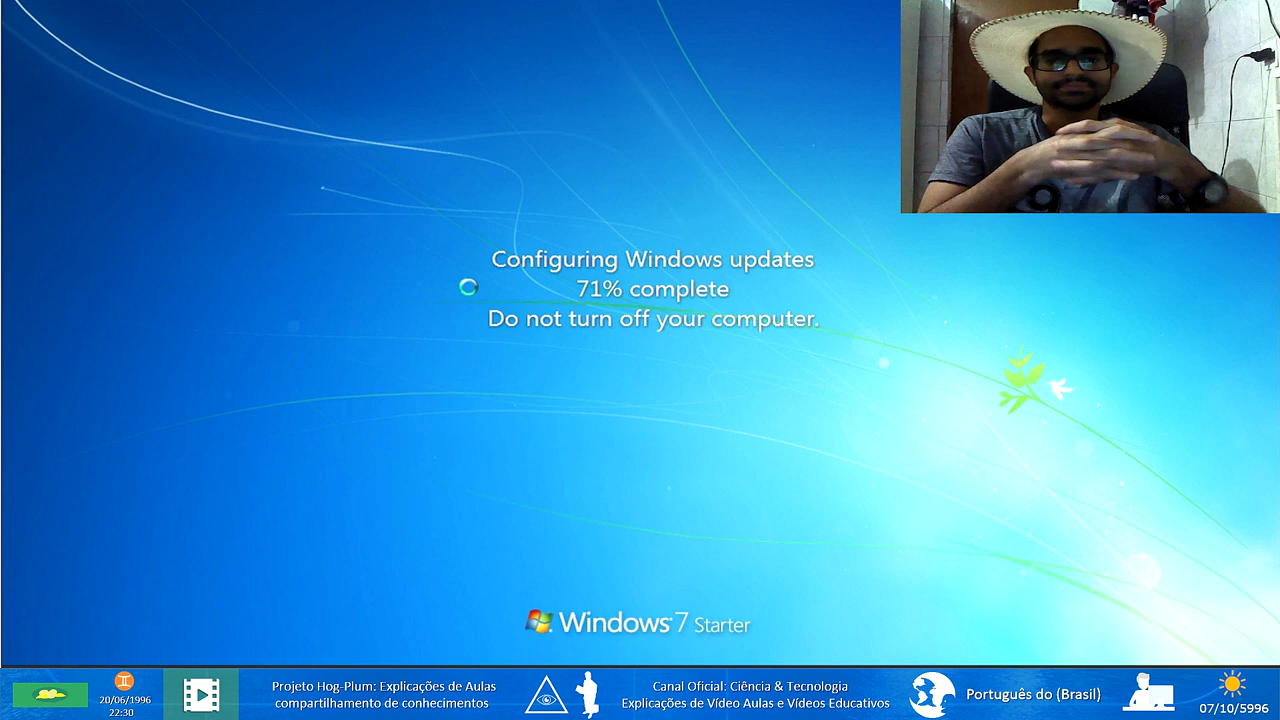 Configuring Windows updates
71% complete
Do not turn off your computer.
Windows 7 Starter
20/06/1996
22:30
Projeto Hog-Plum: Explicações de Aulas
compartilhamento de conhecimentos
Canal Oficial: Ciência & Tecnologia
Explicações de Vídeo Aulas e Vídeos Educativos
Português do (Brasil)
07/10/5996